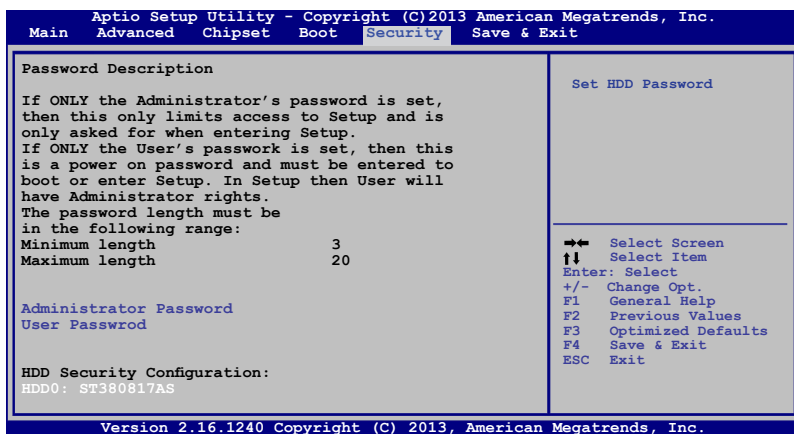 Aptio Setup Utility - Copyright (C)2013 American Megatrends, Inc.
Main Advanced Chipset Boot Security Save & Exit
Password Description
If ONLY the Administrator's password is set,
then this only limits access to Setup and is
only asked for when entering Setup.
If ONLY the User's passwork is set, then this
is a power on password and must be entered to
boot or enter Setup. In Setup then User will
have Administrator rights.
The password length must be
in the following range:
Minimum length 3
Maximum length 20
Administrator Password
User Passwrod
HDD Security Configuration:
HDD0: ST380817AS
Set HDD Password
→← Select Screen
↑↓ Select Item
Enter: Select
+/- Change Opt.
F1 General Help
F2 Previous Values
F3 Optimized Defaults
F4 Save & Exit
ESC Exit
Version 2.16.1240 Copyright (C) 2013, American Megatrends, Inc.